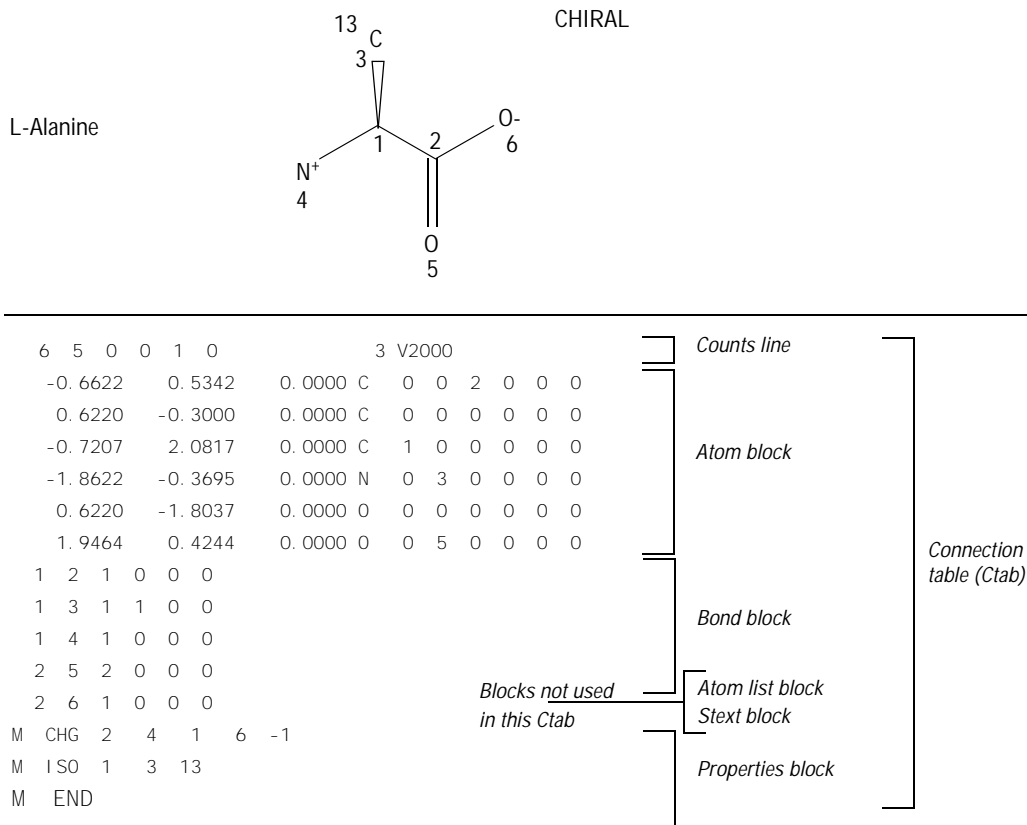 CHIRAL
13 C
3
L-Alanine
1 2
O-
6
N+
4
O
5
6 5 0 0 1 0 3 V2000
Counts line
-0.6622 0.5342 0.0000 C 0 0 2 0 0 0
0.6220 -0.3000 0.0000 C 0 0 0 0 0 0
-0.7207 2.0817 0.0000 C 1 0 0 0 0 0
-1.8622 -0.3695 0.0000 N 0 3 0 0 0 0
0.6220 -1.8037 0.0000 O 0 0 0 0 0 0
1.9464 0.4244 0.0000 O 0 5 0 0 0 0
Atom block
1 2 1 0 0 0
1 3 1 1 0 0
1 4 1 0 0 0
2 5 2 0 0 0
2 6 1 0 0 0
Bond block
Blocks not used
in this Ctab
Atom list block
Stext block
M CHG 2 4 1 6 -1
M ISO 1 3 13
M END
Properties block
Connection
table (Ctab)